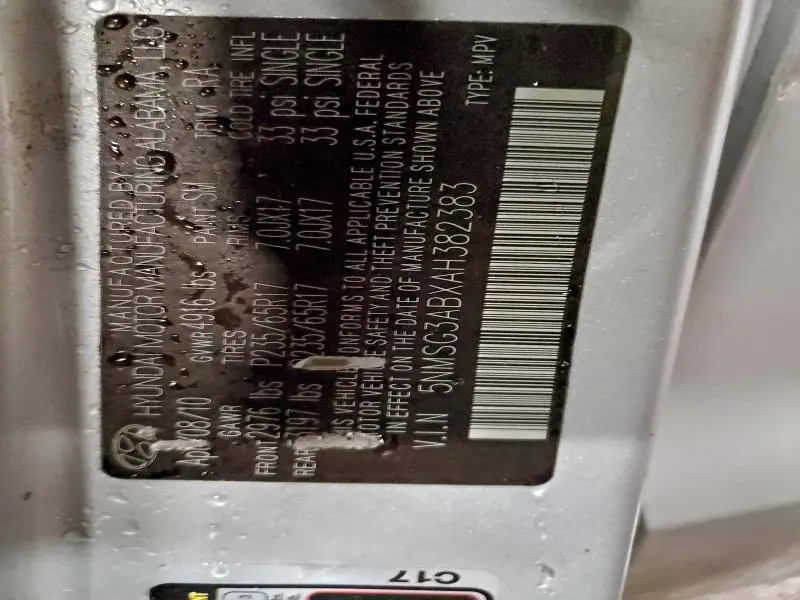 MANUFACTURED BY
HYUNDAI MOTOR MANUFACTURING ALABAMA, LLC
08/10 GVWR 4916 lbs PAINT: SM TRIM: RA
GAWR TIRES RIMS COLD TIRE INFL
FRONT 2976 lbs P235/65R17 7.0JX17 33 psi SINGLE
REAR 197 lbs 235/65R17 7.0JX17 33 psi SINGLE
THIS VEHICLE CONFORMS TO ALL APPLICABLE U.S.A. FEDERAL
MOTOR VEHICLE SAFETY AND THEFT PREVENTION STANDARDS
IN EFFECT ON THE DATE OF MANUFACTURE SHOWN ABOVE
V.I.N 5NMSG3ABXAH382383 TYPE: MPV
C17